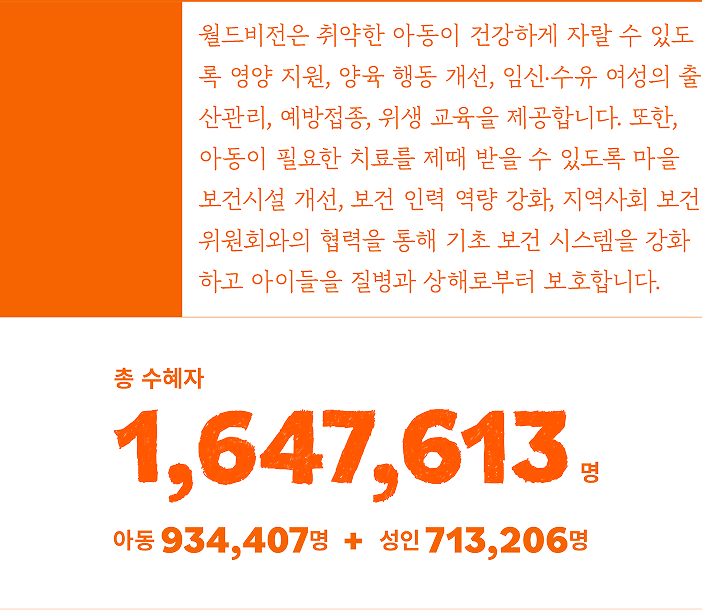 월드비전은 취약한 아동이 건강하게 자랄 수 있도
록 영양 지원, 양육 행동 개선, 임신·수유 여성의 출
산관리, 예방접종, 위생 교육을 제공합니다. 또한,
아동이 필요한 치료를 제때 받을 수 있도록 마을
보건시설 개선, 보건 인력 역량 강화, 지역사회 보건
위원회와의 협력을 통해 기초 보건 시스템을 강화
하고 아이들을 질병과 상해로부터 보호합니다.
총 수혜자
1,647,613 명
아동 934,407명 + 성인 713,206명